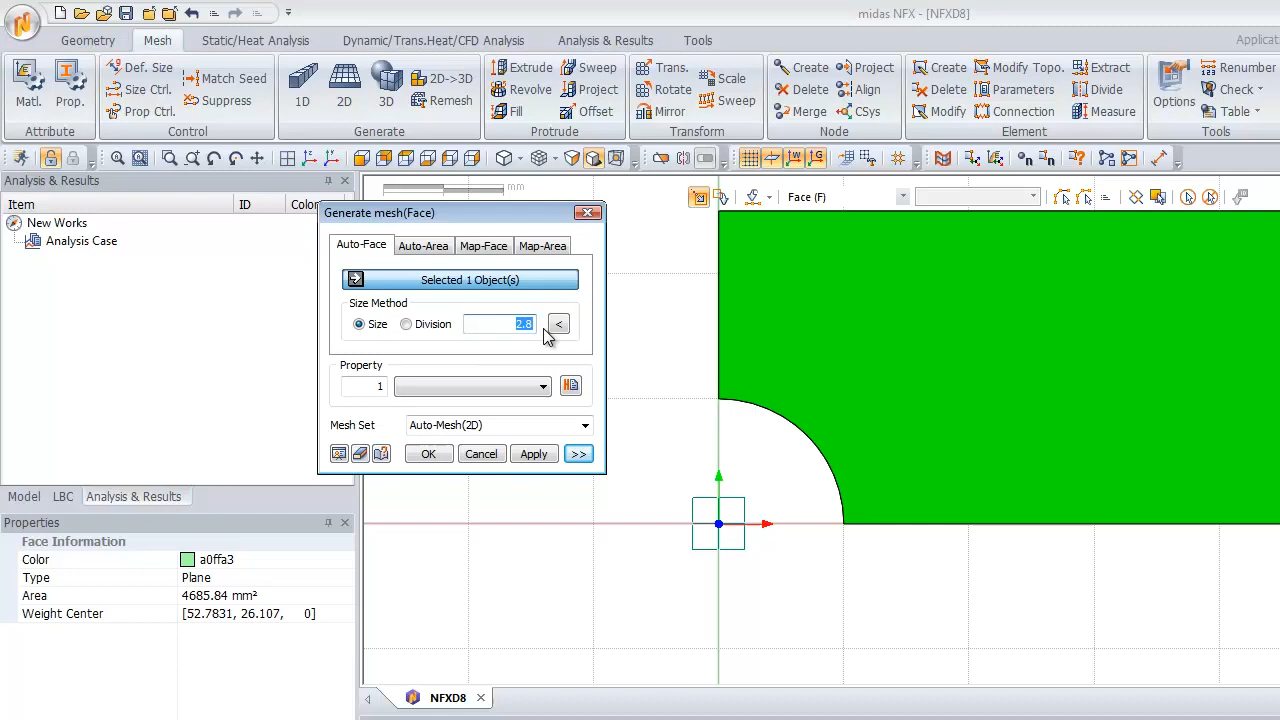 midas NFX - [NFXD8]
Geometry Mesh Static/Heat Analysis Dynamic/Trans.Heat/CFD Analysis Analysis & Results Tools Applicat
Def. Size Match Seed 2D->3D Extrude Sweep Trans. Scale Create Project Create Modify Topo. Extract Renumber
Size Ctrl. Suppress Remesh Revolve Project Rotate Sweep Delete Align Delete Parameters Divide Check
Prop Ctrl. Fill Offset Mirror Merge CSys Modify Connection Measure Table
Matl. Prop. 1D 2D 3D Options
Attribute Control Generate Protrude Transform Node Element Tools
Analysis & Results
Item ID Color
New Works
Analysis Case
Model LBC Analysis & Results
Properties
Face Information
Color a0ffa3
Type Plane
Area 4685.84 mm²
Weight Center [52.7831, 26.107, 0]
mm
Face (F)
Generate mesh(Face)
Auto-Face Auto-Area Map-Face Map-Area
Selected 1 Object(s)
Size Method
Size Division 2.8 <
Property
1
Mesh Set Auto-Mesh(2D)
OK Cancel Apply >>
NFXD8